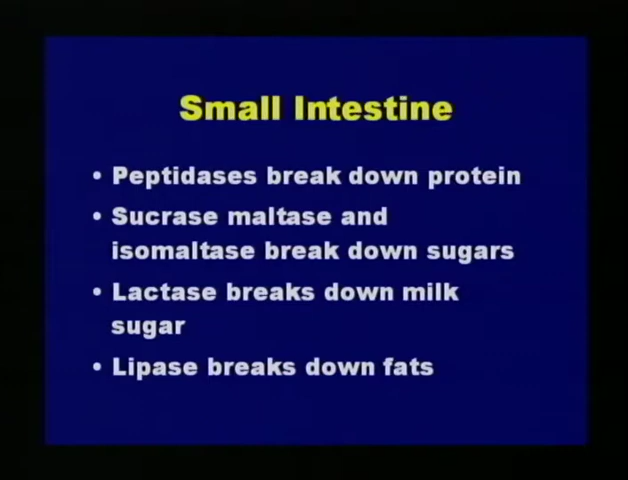 Small Intestine
• Peptidases break down protein
• Sucrase maltase and
isomaltase break down sugars
• Lactase breaks down milk
sugar
• Lipase breaks down fats